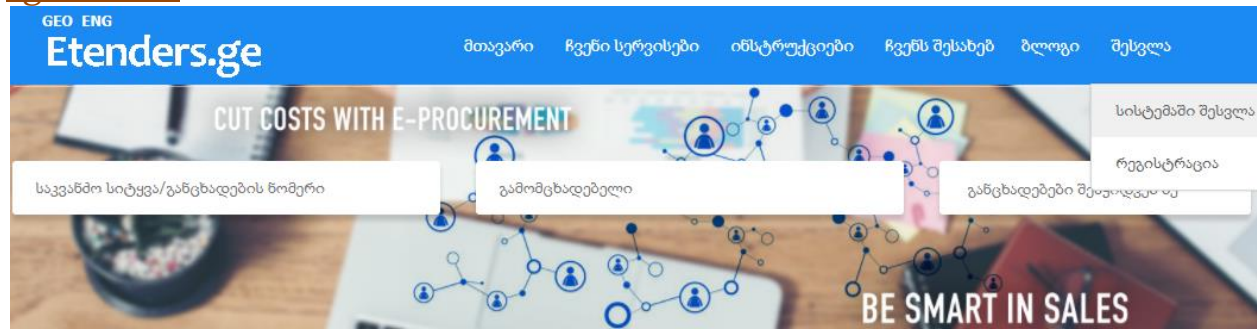 GEO ENG
Etenders.ge
მთავარი ჩვენი სერვისები ინსტრუქციები ჩვენს შესახებ ბლოგი შესვლა
CUT COSTS WITH E-PROCUREMENT
სისტემაში შესვლა
რეგისტრაცია
საკვანძო სიტყვა/განცხადების ნომერი
გამომცხადებელი
განცხადებები
BE SMART IN SALES